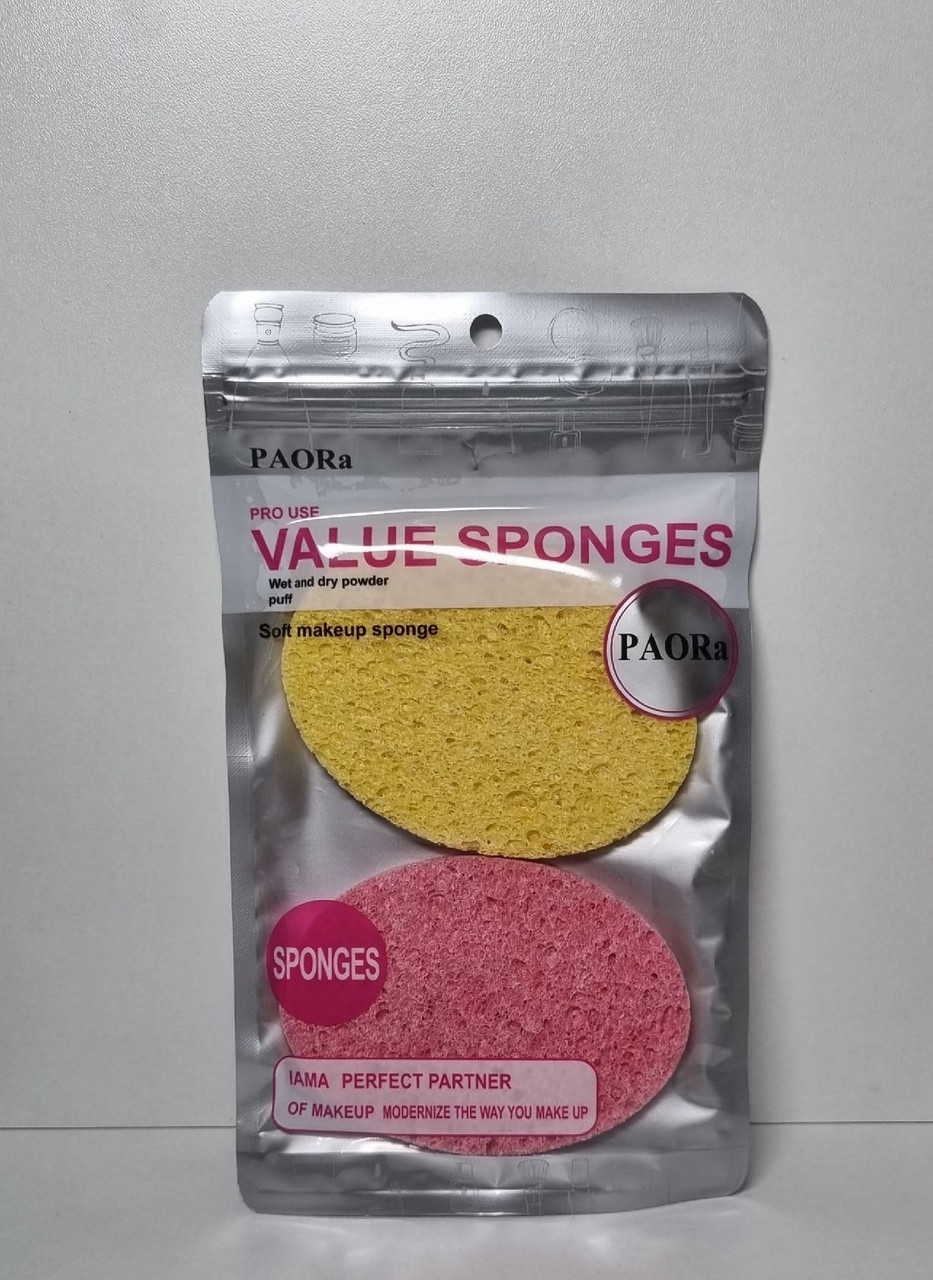 PAORa
PRO USE
VALUE SPONGES
Wet and dry powder
puff
Soft makeup sponge
PAORa
SPONGES
IAMA PERFECT PARTNER
OF MAKEUP MODERNIZE THE WAY YOU MAKE UP